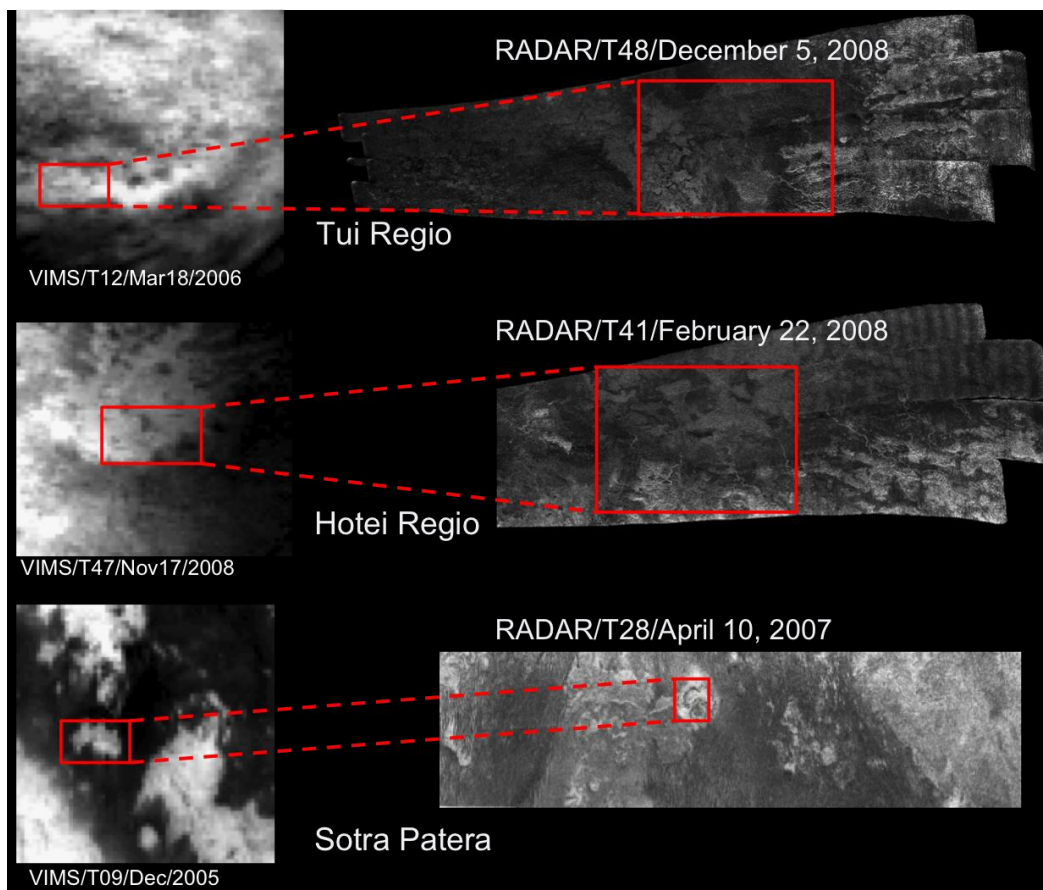 RADAR/T48/December 5, 2008
Tui Regio
VIMS/T12/Mar18/2006
RADAR/T41/February 22, 2008
Hotei Regio
VIMS/T47/Nov17/2008
RADAR/T28/April 10, 2007
Sotra Patera
VIMS/T09/Dec/2005